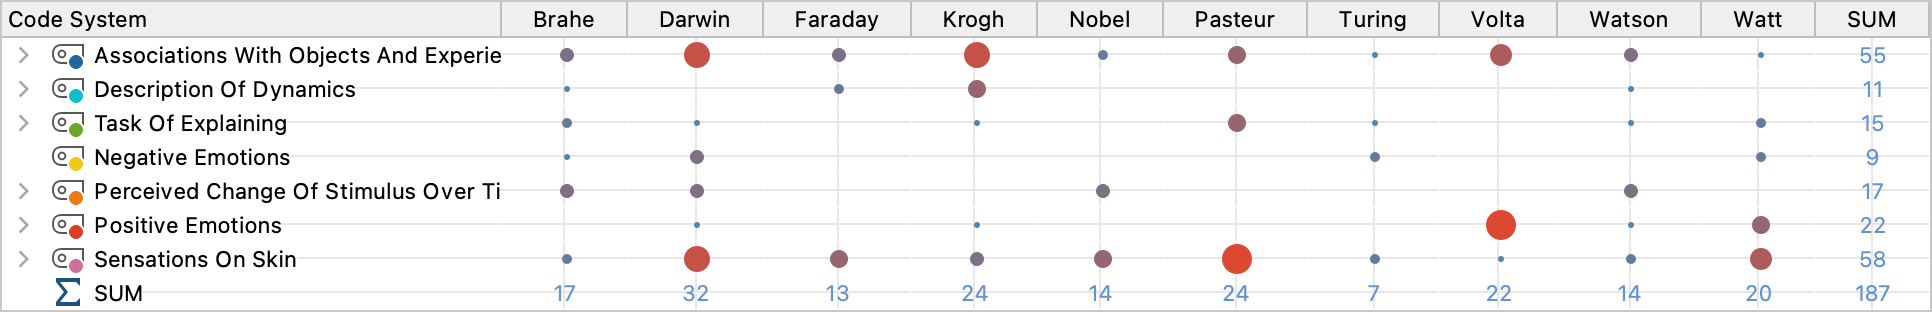 Code System Brahe Darwin Faraday Krogh Nobel Pasteur Turing Volta Watson Watt SUM
Associations With Objects And Experie 55
Description Of Dynamics 11
Task Of Explaining 15
Negative Emotions 9
Perceived Change Of Stimulus Over Ti 17
Positive Emotions 22
Sensations On Skin 58
Σ SUM 17 32 13 24 14 24 7 22 14 20 187